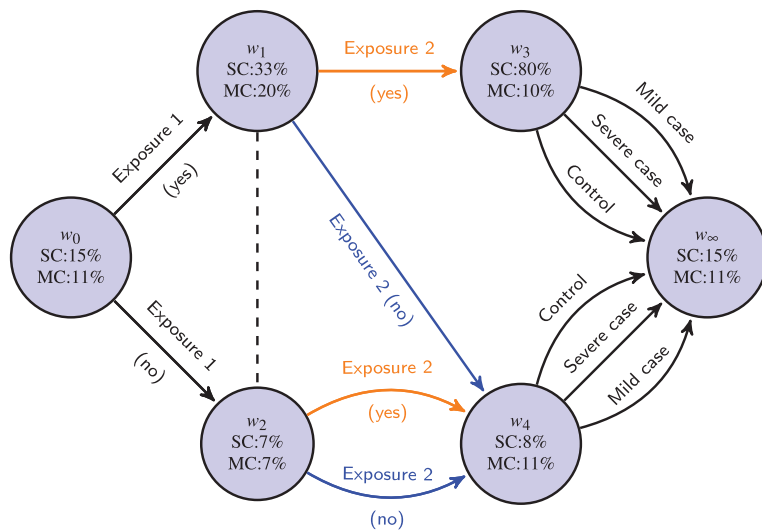 w₁
SC:33%
MC:20%
Exposure 2
(yes)
w₃
SC:80%
MC:10%
Exposure 1
(yes)
Mild case
Severe case
Control
w₀
SC:15%
MC:11%
w∞
SC:15%
MC:11%
Exposure 2 (no)
Exposure 1
(no)
Control
Severe case
Mild case
Exposure 2
(yes)
w₂
SC:7%
MC:7%
w₄
SC:8%
MC:11%
Exposure 2
(no)